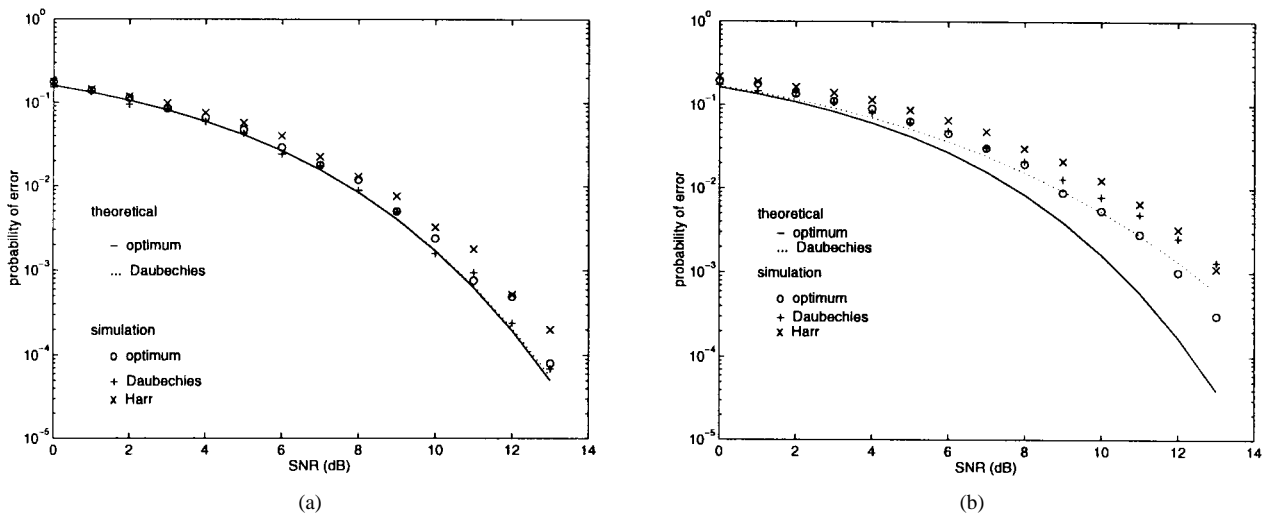 10^0
10^-1
10^-2
10^-3
10^-4
10^-5
probability of error
0 2 4 6 8 10 12 14
SNR (dB)
theoretical
– optimum
... Daubechies
simulation
o optimum
+ Daubechies
x Harr
(a)
10^0
10^-1
10^-2
10^-3
10^-4
10^-5
probability of error
0 2 4 6 8 10 12 14
SNR (dB)
theoretical
– optimum
... Daubechies
simulation
o optimum
+ Daubechies
x Harr
(b)